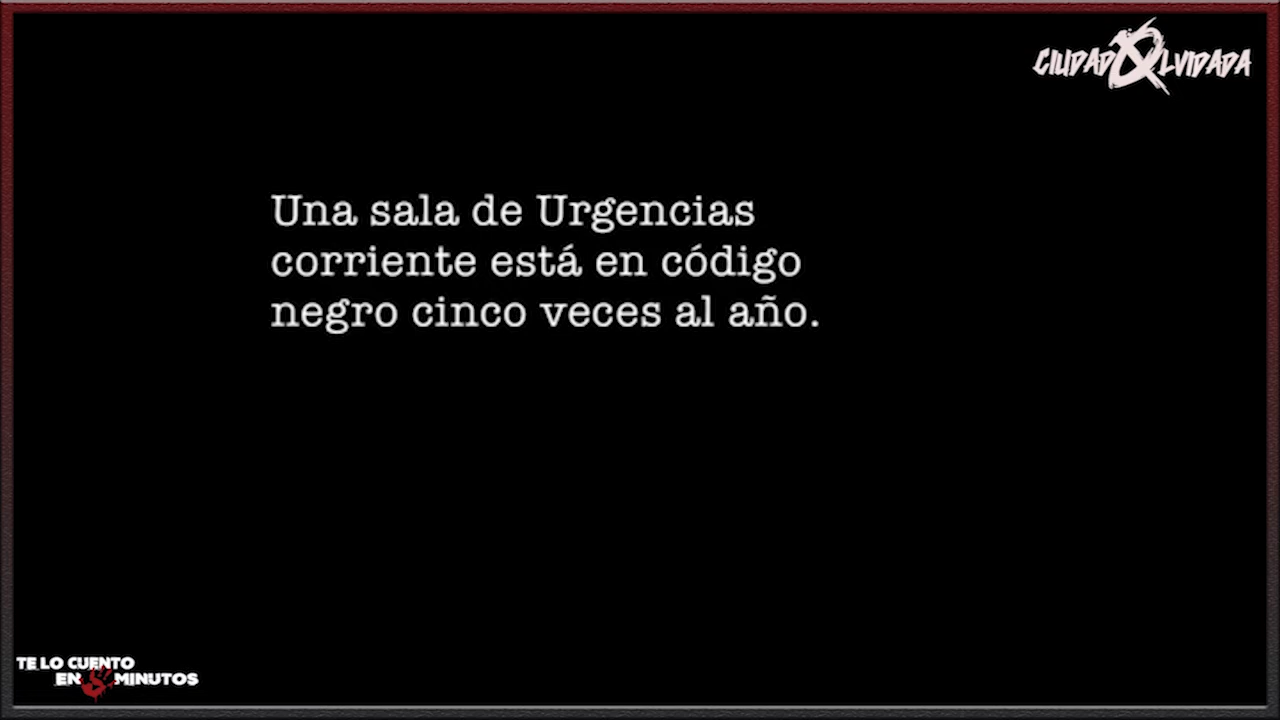 CIUDAD OLVIDADA
Una sala de Urgencias
corriente está en código
negro cinco veces al año.
TE LO CUENTO
EN 5 MINUTOS